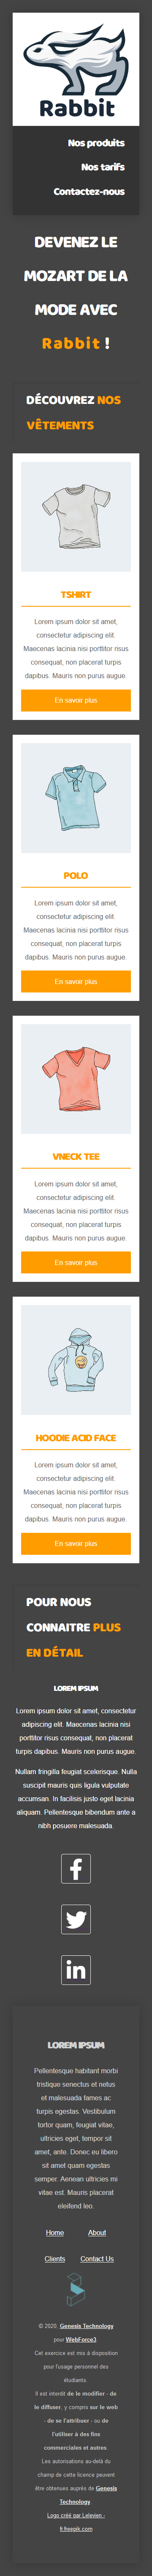 Rabbit
Nos produits
Nos tarifs
Contactez-nous
DEVENEZ LE
MOZART DE LA
MODE AVEC
Rabbit !
DÉCOUVREZ NOS
VÊTEMENTS
TSHIRT
Lorem ipsum dolor sit amet,
consectetur adipiscing elit.
Maecenas lacinia nisi porttitor risus
consequat, non placerat turpis
dapibus. Mauris non purus augue.
En savoir plus
POLO
Lorem ipsum dolor sit amet,
consectetur adipiscing elit.
Maecenas lacinia nisi porttitor risus
consequat, non placerat turpis
dapibus. Mauris non purus augue.
En savoir plus
VNECK TEE
Lorem ipsum dolor sit amet,
consectetur adipiscing elit.
Maecenas lacinia nisi porttitor risus
consequat, non placerat turpis
dapibus. Mauris non purus augue.
En savoir plus
HOODIE ACID FACE
Lorem ipsum dolor sit amet,
consectetur adipiscing elit.
Maecenas lacinia nisi porttitor risus
consequat, non placerat turpis
dapibus. Mauris non purus augue.
En savoir plus
POUR NOUS
CONNAITRE PLUS
EN DÉTAIL
LOREM IPSUM
Lorem ipsum dolor sit amet, consectetur
adipiscing elit. Maecenas lacinia nisi
porttitor risus consequat, non placerat
turpis dapibus. Mauris non purus augue.
Nullam fringilla feugiat scelerisque. Nulla
suscipit mauris quis ligula vulputate
accumsan. In facilisis justo eget lacinia
aliquam. Pellentesque bibendum ante a
nibh posuere malesuada.
LOREM IPSUM
Pellentesque habitant morbi
tristique senectus et netus
et malesuada fames ac
turpis egestas. Vestibulum
tortor quam, feugiat vitae,
ultricies eget, tempor sit
amet, ante. Donec eu libero
sit amet quam egestas
semper. Aenean ultricies mi
vitae est. Mauris placerat
eleifend leo.
Home About
Clients Contact Us
© 2020. Genesis Technology
pour WebForce3.
Cet exercice est mis à disposition
pour l'usage personnel des
étudiants.
Il est interdit de le modifier - de
le diffuser, y compris sur le web
- de se l'attribuer - ou de
l'utiliser à des fins
commerciales et autres.
Les autorisations au-delà du
champ de cette licence peuvent
être obtenues auprès de Genesis
Technology
Logo créé par Lelevien -
fr.freepik.com